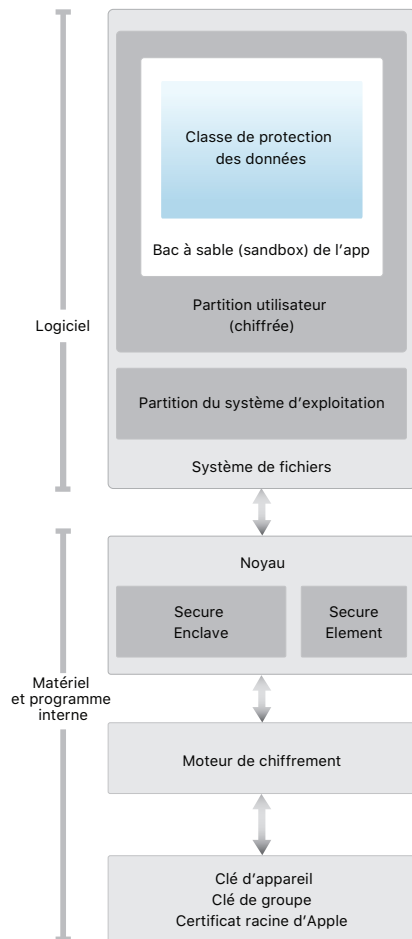 Classe de protection
des données
Bac à sable (sandbox) de l’app
Partition utilisateur
(chiffrée)
Logiciel
Partition du système d’exploitation
Système de fichiers
Noyau
Secure
Enclave
Secure
Element
Matériel
et programme
interne
Moteur de chiffrement
Clé d’appareil
Clé de groupe
Certificat racine d’Apple